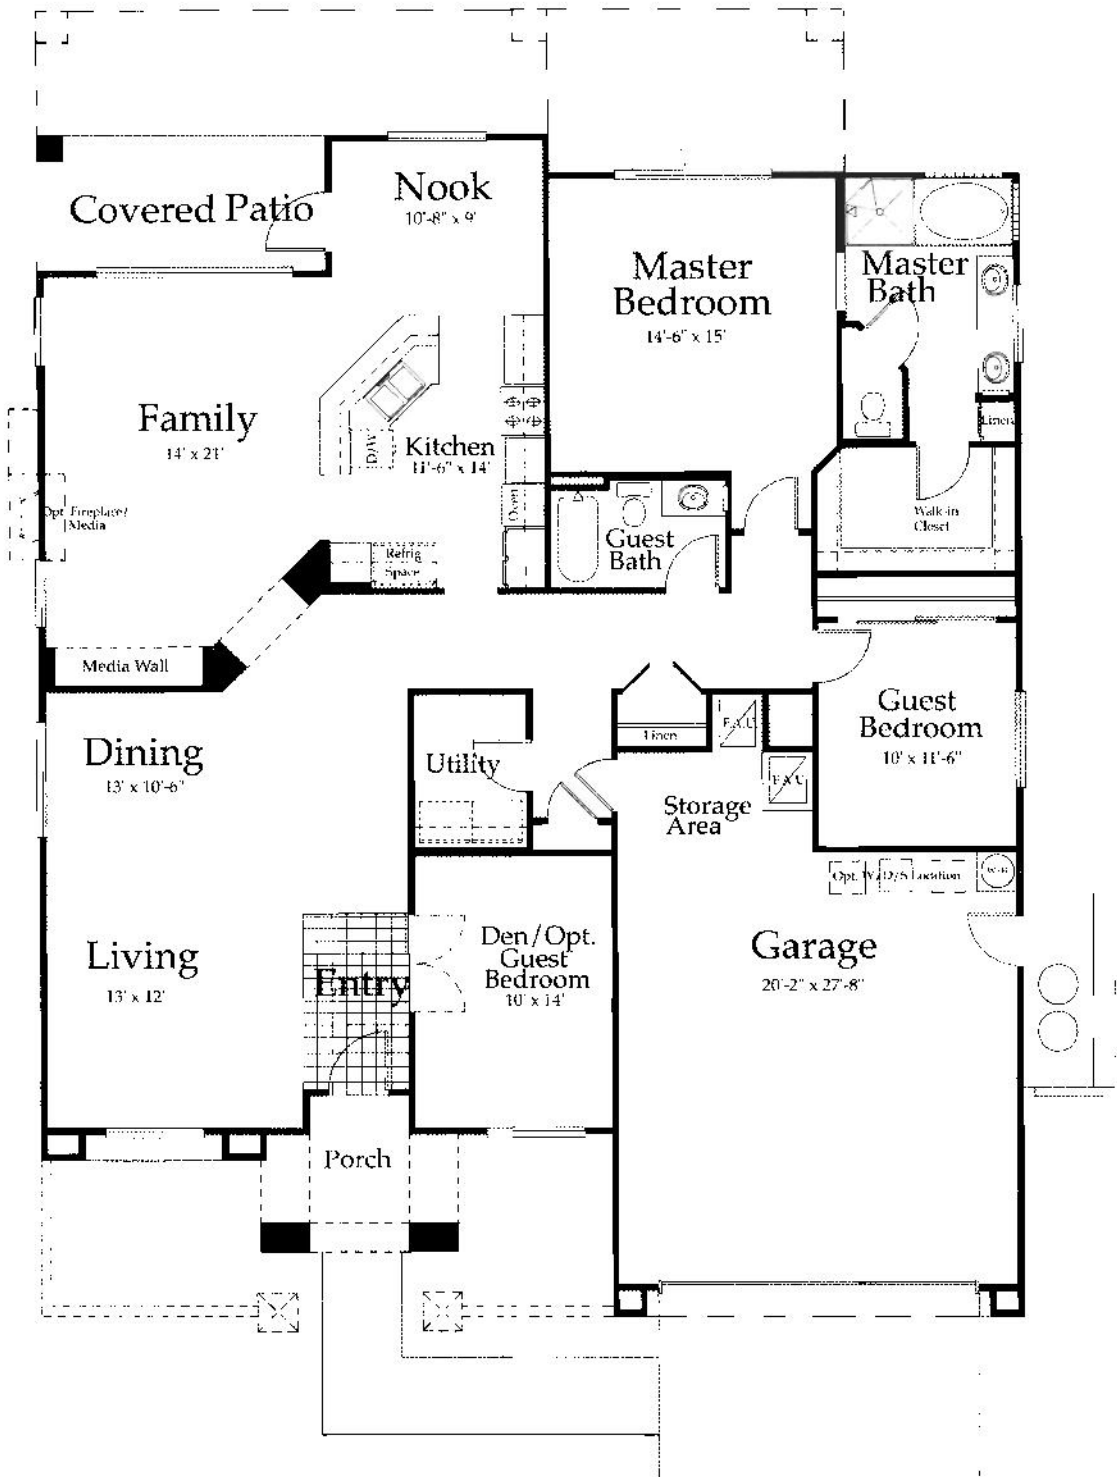 Nook
10'-8" x 9'
Covered Patio
Master
Bedroom
14'-6" x 15'
Master
Bath
Linen
Family
14' x 21'
D/W
Kitchen
11'-6" x 14'
Oven
Opt. Fireplace/
Media
Refrig
Space
Guest
Bath
Walk-in
Closet
Media Wall
Guest
Bedroom
10' x 11'-6"
Dining
13' x 10'-6"
Utility
Linen
F.A.U
F.A.U
Storage
Area
Opt. W/D/S Location
W.H
Living
13' x 12'
Entry
Den/Opt.
Guest
Bedroom
10' x 14'
Garage
20'-2" x 27'-8"
Porch